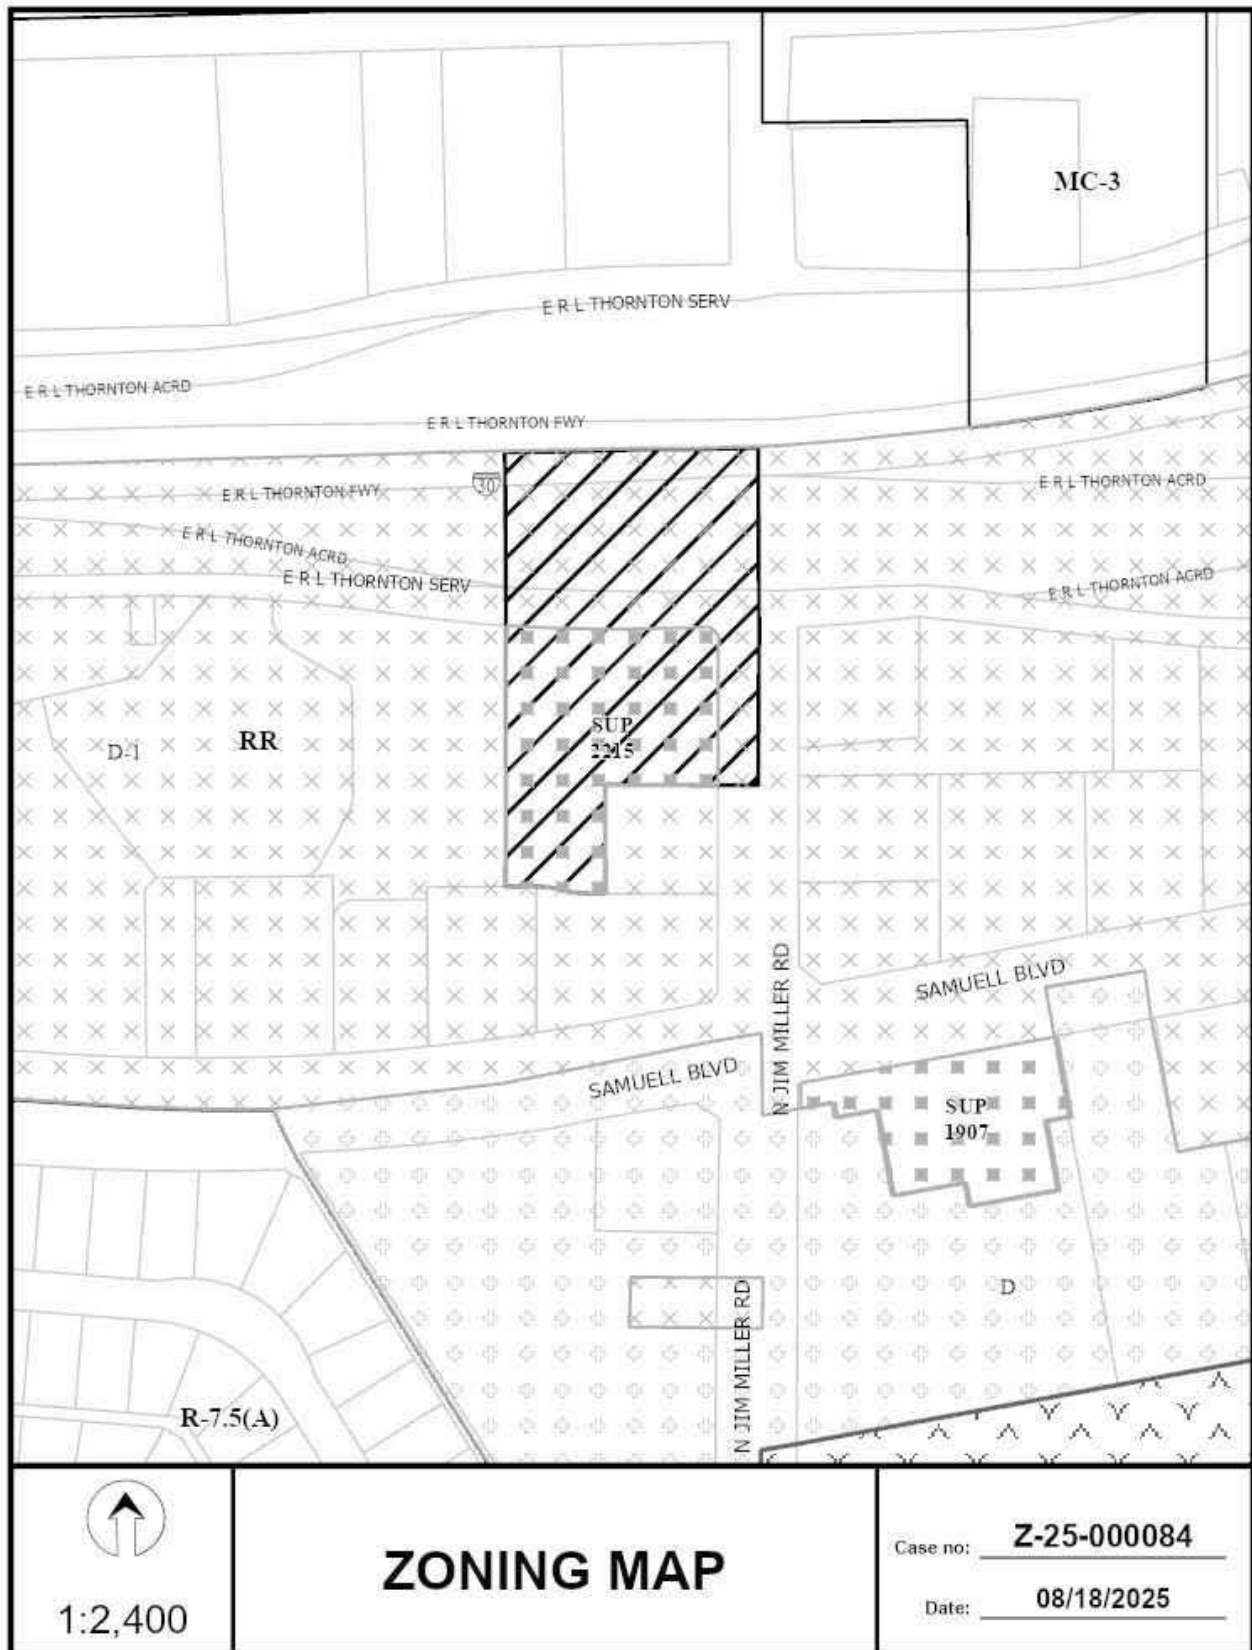 MC-3
E R L THORNTON SERV
E R L THORNTON ACRD
E R L THORNTON FWY
30
E R L THORNTON FWY
E R L THORNTON ACRD
E R L THORNTON ACRD
E R L THORNTON SERV
E R L THORNTON ACRD
SUP
2215
D-1
RR
N JIM MILLER RD
SAMUELL BLVD
SAMUELL BLVD
SUP
1907
D
N JIM MILLER RD
R-7.5(A)
1:2,400
ZONING MAP
Case no: Z-25-000084
Date: 08/18/2025